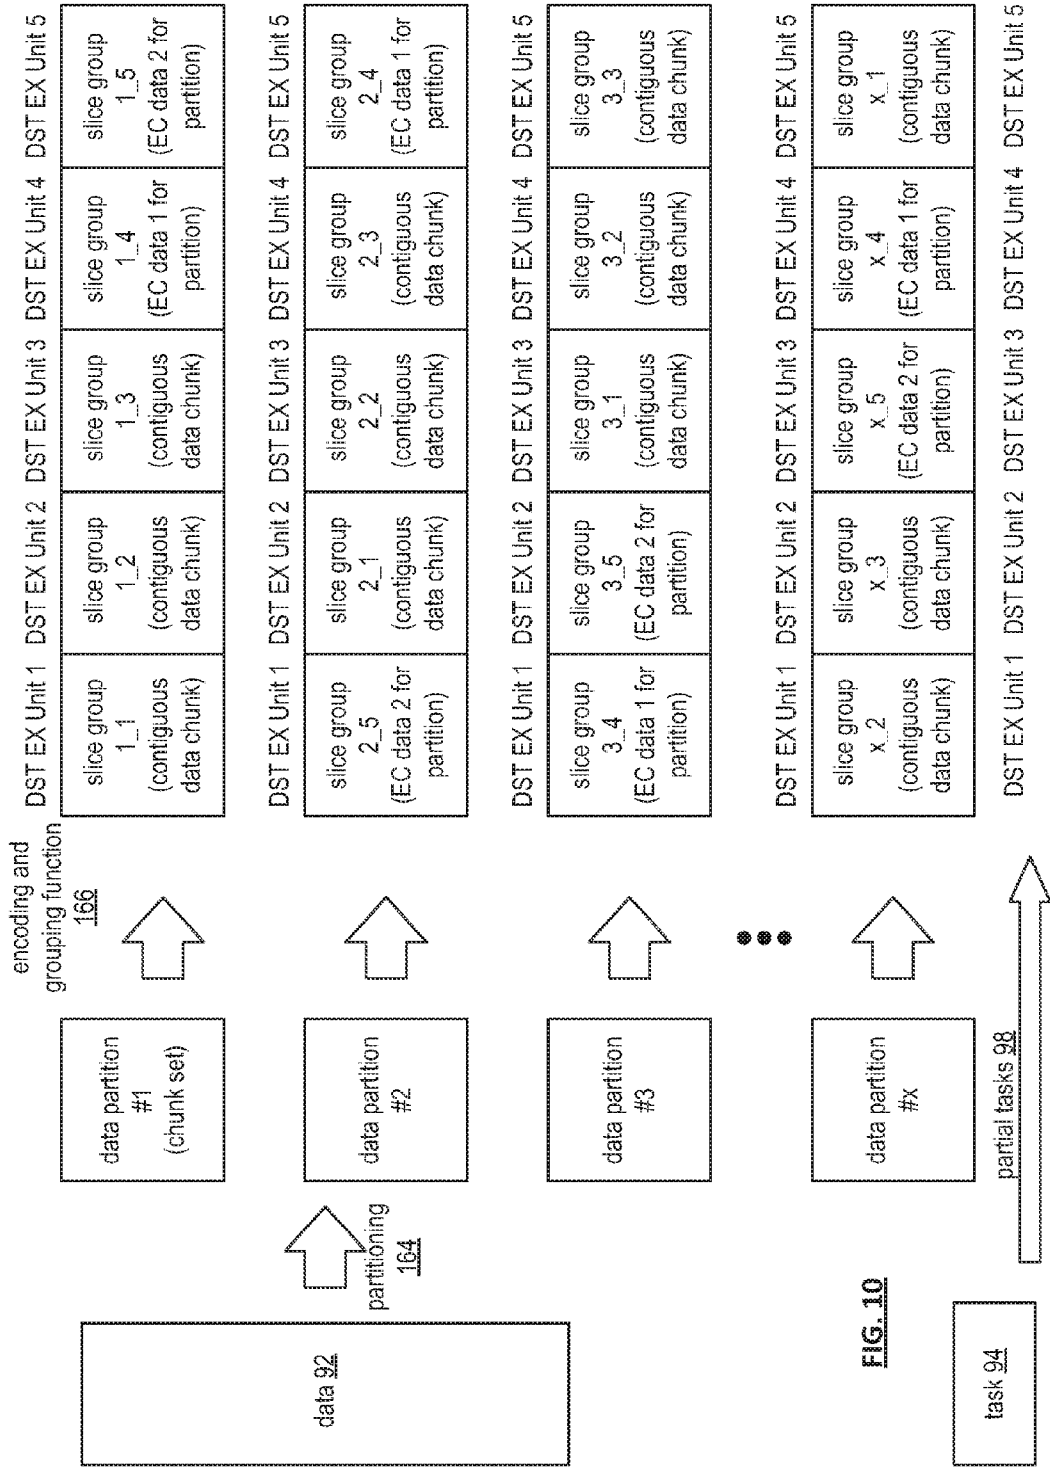 encoding and
grouping function
166
DST EX Unit 1
DST EX Unit 2
DST EX Unit 3
DST EX Unit 4
DST EX Unit 5
data partition
#1
(chunk set)
slice group
1_1
(contiguous
data chunk)
slice group
1_2
(contiguous
data chunk)
slice group
1_3
(contiguous
data chunk)
slice group
1_4
(EC data 1 for
partition)
slice group
1_5
(EC data 2 for
partition)
data 92
partitioning
164
DST EX Unit 1
DST EX Unit 2
DST EX Unit 3
DST EX Unit 4
DST EX Unit 5
data partition
#2
slice group
2_5
(EC data 2 for
partition)
slice group
2_1
(contiguous
data chunk)
slice group
2_2
(contiguous
data chunk)
slice group
2_3
(contiguous
data chunk)
slice group
2_4
(EC data 1 for
partition)
DST EX Unit 1
DST EX Unit 2
DST EX Unit 3
DST EX Unit 4
DST EX Unit 5
data partition
#3
slice group
3_4
(EC data 1 for
partition)
slice group
3_5
(EC data 2 for
partition)
slice group
3_1
(contiguous
data chunk)
slice group
3_2
(contiguous
data chunk)
slice group
3_3
(contiguous
data chunk)
DST EX Unit 1
DST EX Unit 2
DST EX Unit 3
DST EX Unit 4
DST EX Unit 5
data partition
#x
slice group
x_2
(contiguous
data chunk)
slice group
x_3
(contiguous
data chunk)
slice group
x_5
(EC data 2 for
partition)
slice group
x_4
(EC data 1 for
partition)
slice group
x_1
(contiguous
data chunk)
FIG. 10
task 94
partial tasks 98
DST EX Unit 1
DST EX Unit 2
DST EX Unit 3
DST EX Unit 4
DST EX Unit 5